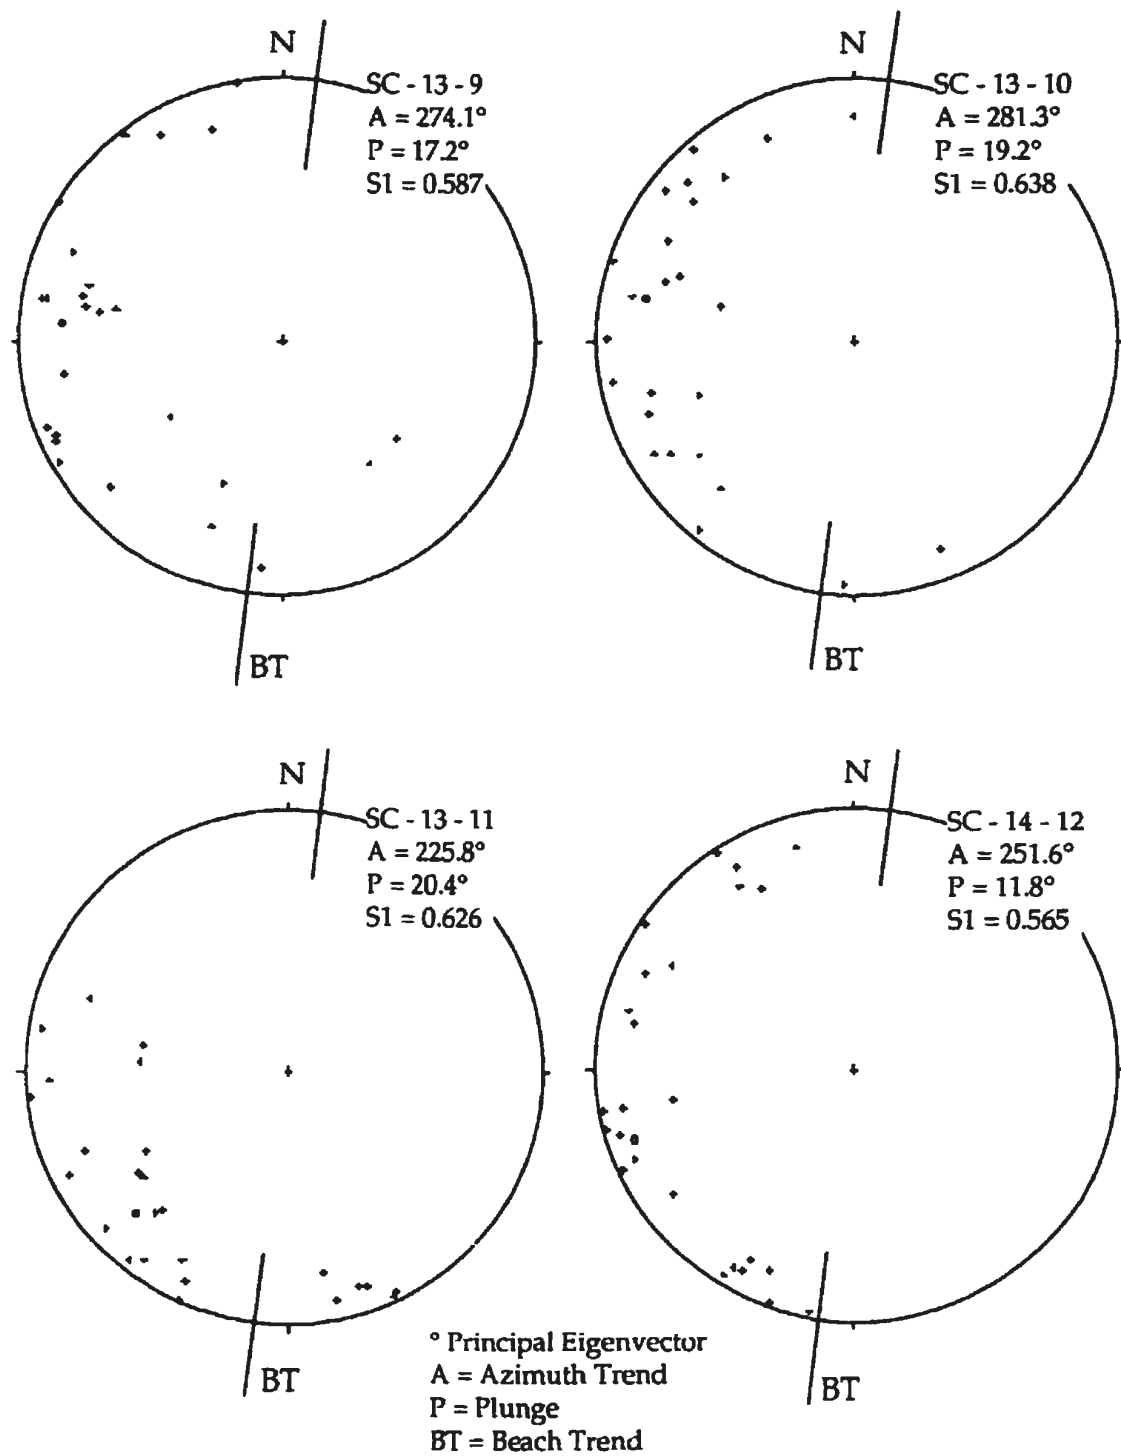 N
SC - 13 - 9
A = 274.1°
P = 17.2°
S1 = 0.587
BT
N
SC - 13 - 10
A = 281.3°
P = 19.2°
S1 = 0.638
BT
N
SC - 13 - 11
A = 225.8°
P = 20.4°
S1 = 0.626
BT
N
SC - 14 - 12
A = 251.6°
P = 11.8°
S1 = 0.565
BT
° Principal Eigenvector
A = Azimuth Trend
P = Plunge
BT = Beach Trend